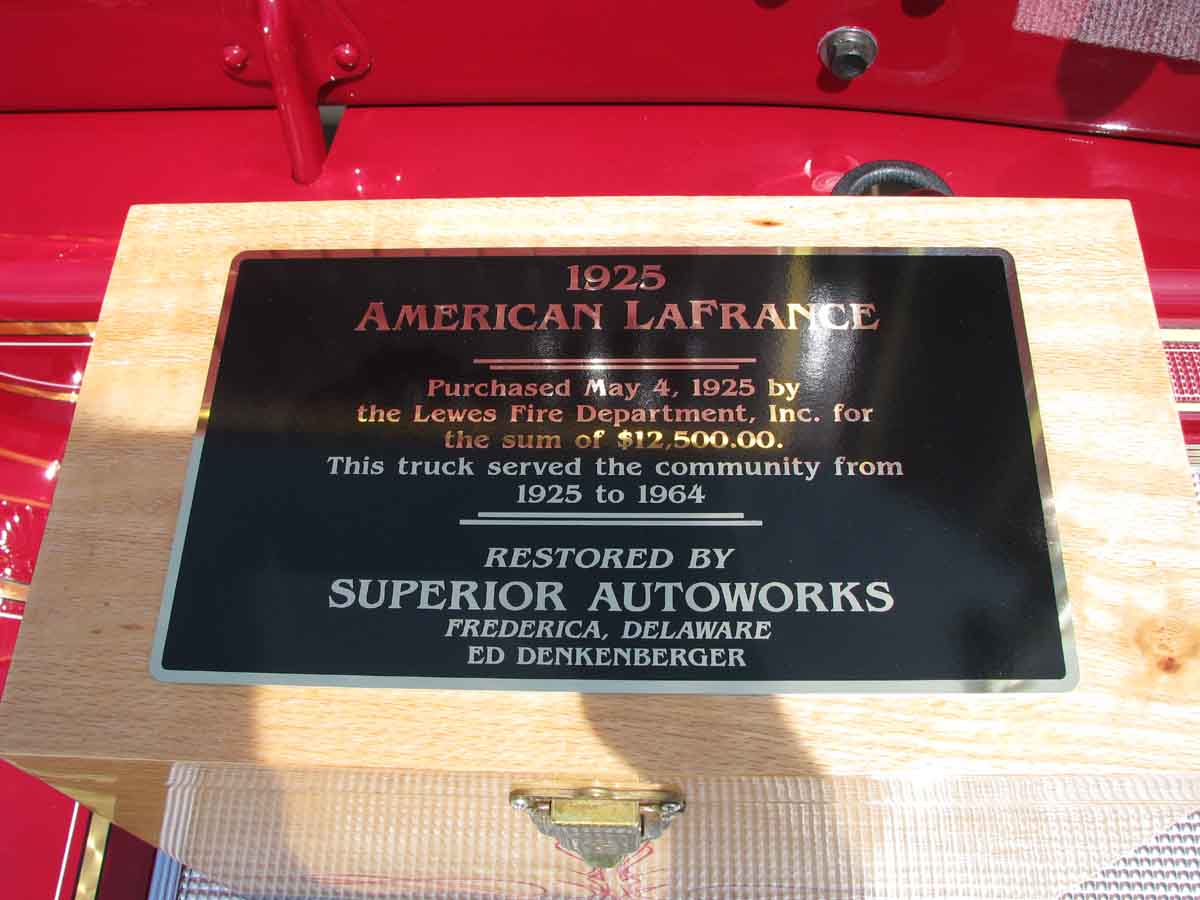 1925
AMERICAN LAFRANCE
Purchased May 4, 1925 by
the Lewes Fire Department, Inc. for
the sum of $12,500.00.
This truck served the community from
1925 to 1964
RESTORED BY
SUPERIOR AUTOWORKS
FREDERICA, DELAWARE
ED DENKENBERGER